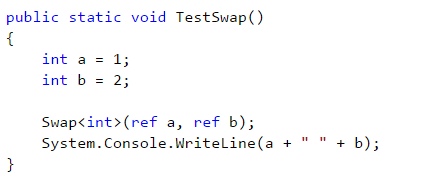 public static void TestSwap()
{
    int a = 1;
    int b = 2;

    Swap<int>(ref a, ref b);
    System.Console.WriteLine(a + " " + b);
}